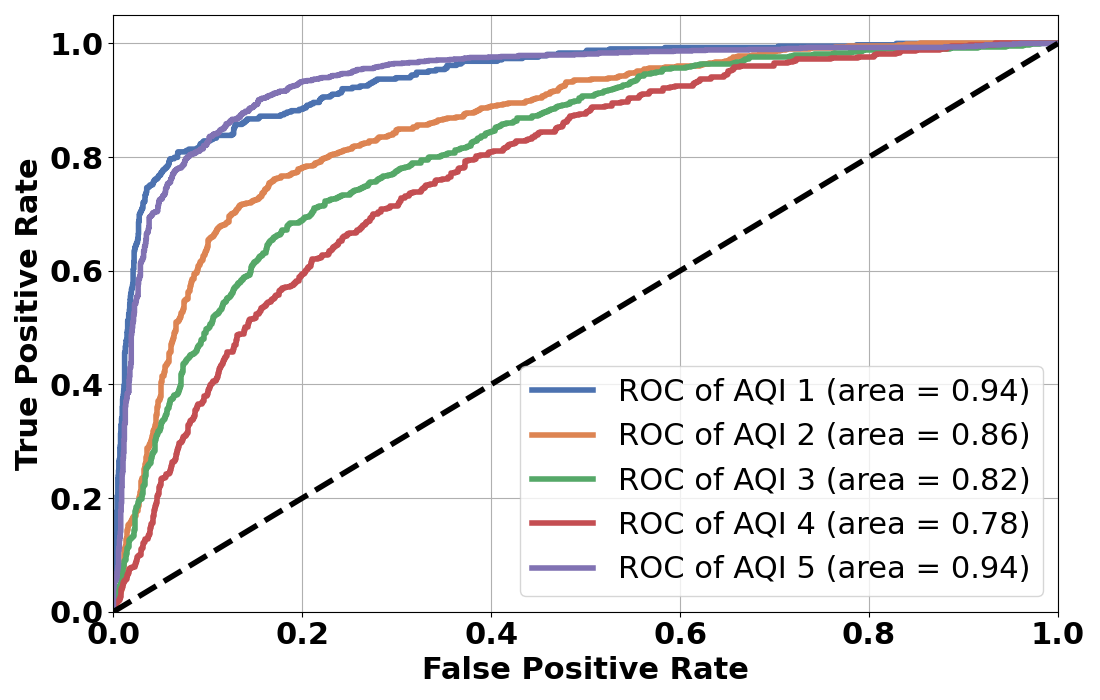 True Positive Rate
1.0
0.8
0.6
0.4
0.2
0.0
ROC of AQI 1 (area = 0.94)
ROC of AQI 2 (area = 0.86)
ROC of AQI 3 (area = 0.82)
ROC of AQI 4 (area = 0.78)
ROC of AQI 5 (area = 0.94)
0.0 0.2 0.4 0.6 0.8 1.0
False Positive Rate